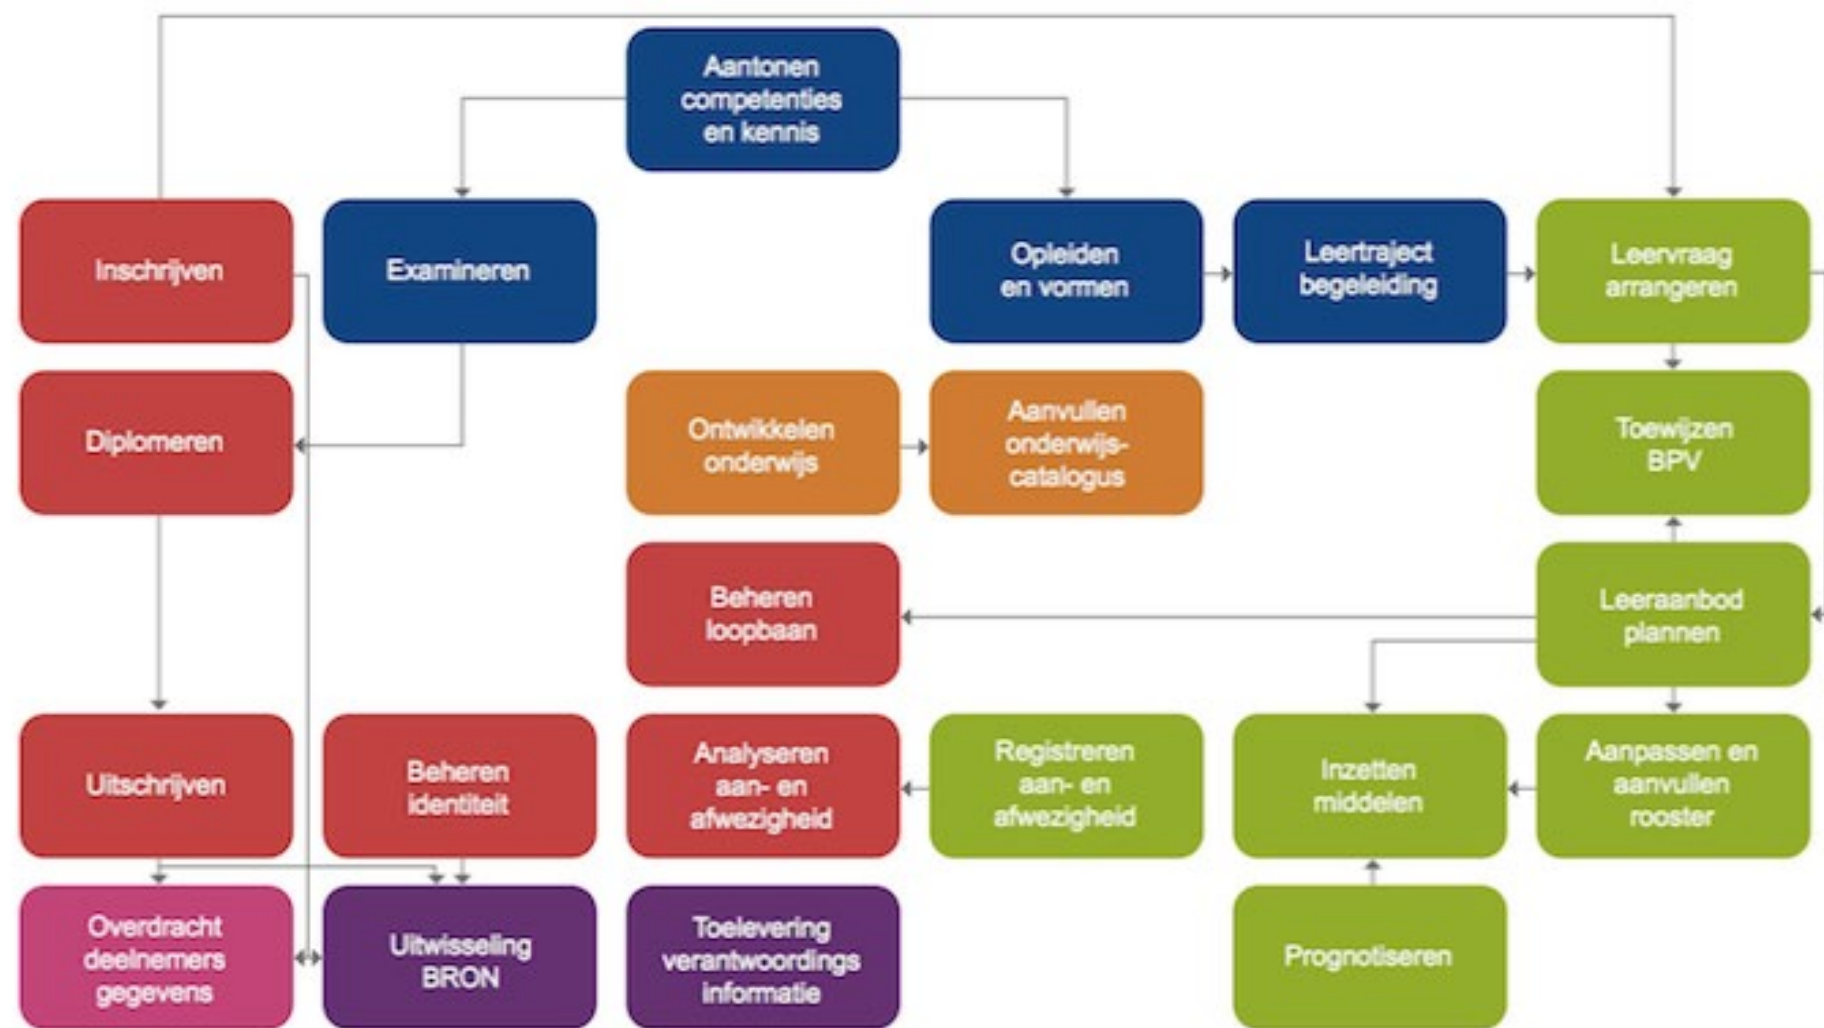 Aantonen
competenties
en kennis
Inschrijven
Examineren
Opleiden
en vormen
Leertraject
begeleiding
Leervraag
arrangeren
Diplomeren
Ontwikkelen
onderwijs
Aanvullen
onderwijs-
catalogus
Toewijzen
BPV
Beheren
loopbaan
Leeraanbod
plannen
Uitschrijven
Beheren
identiteit
Analyseren
aan- en
afwezigheid
Registreren
aan- en
afwezigheid
Inzetten
middelen
Aanpassen en
aanvullen
rooster
Overdracht
deelnemers
gegevens
Uitwisseling
BRON
Toelevering
verantwoordings
informatie
Prognotiseren